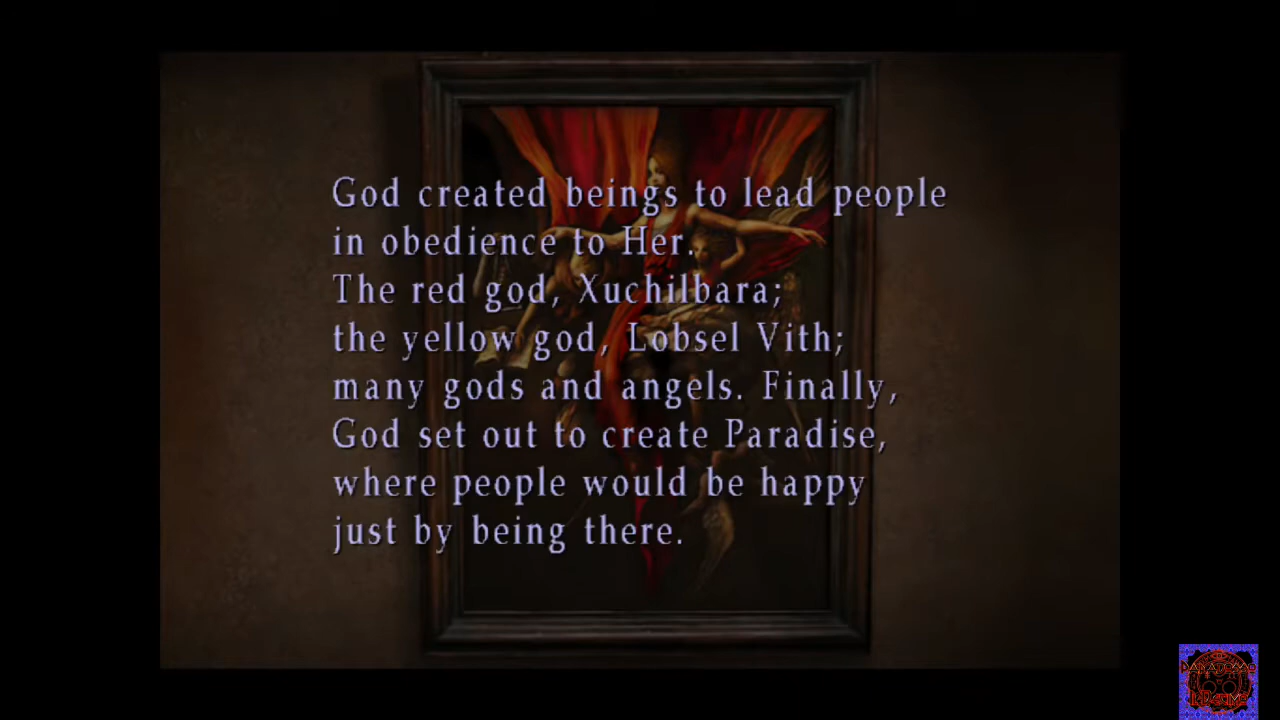 God created beings to lead people
in obedience to Her.
The red god, Xuchilbara;
the yellow god, Lobsel Vith;
many gods and angels. Finally,
God set out to create Paradise,
where people would be happy
just by being there.